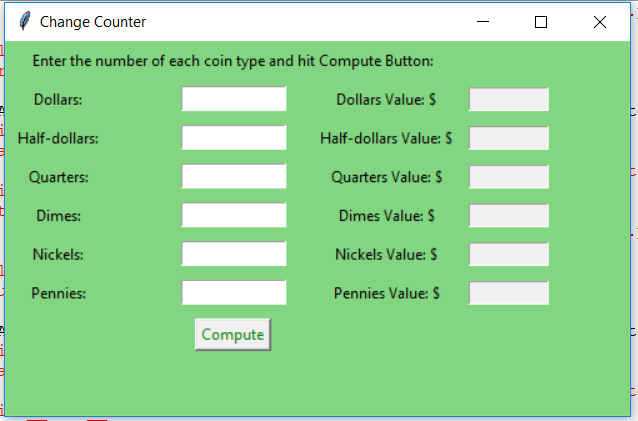 Change Counter
Enter the number of each coin type and hit Compute Button:
Dollars: Dollars Value: $
Half-dollars: Half-dollars Value: $
Quarters: Quarters Value: $
Dimes: Dimes Value: $
Nickels: Nickels Value: $
Pennies: Pennies Value: $
Compute